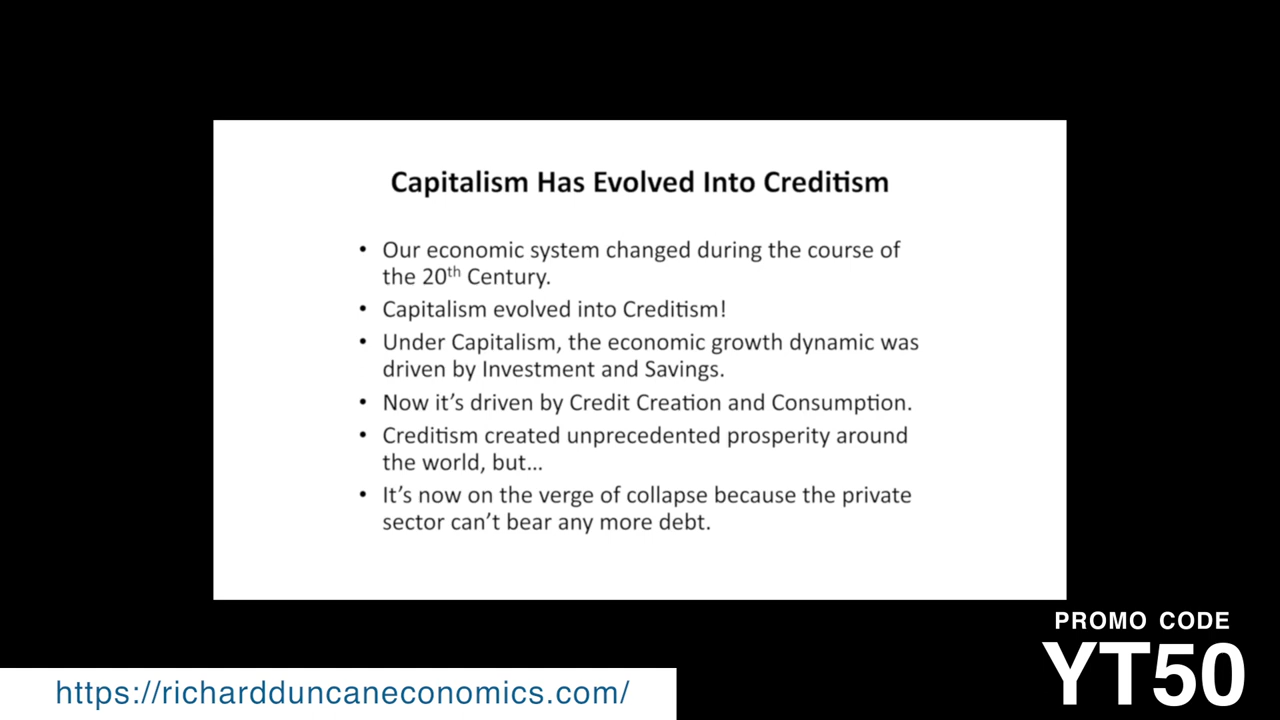 Capitalism Has Evolved Into Creditism
• Our economic system changed during the course of
the 20th Century.
• Capitalism evolved into Creditism!
• Under Capitalism, the economic growth dynamic was
driven by Investment and Savings.
• Now it’s driven by Credit Creation and Consumption.
• Creditism created unprecedented prosperity around
the world, but…
• It’s now on the verge of collapse because the private
sector can’t bear any more debt.
PROMO CODE
YT50
https://richardduncaneconomics.com/